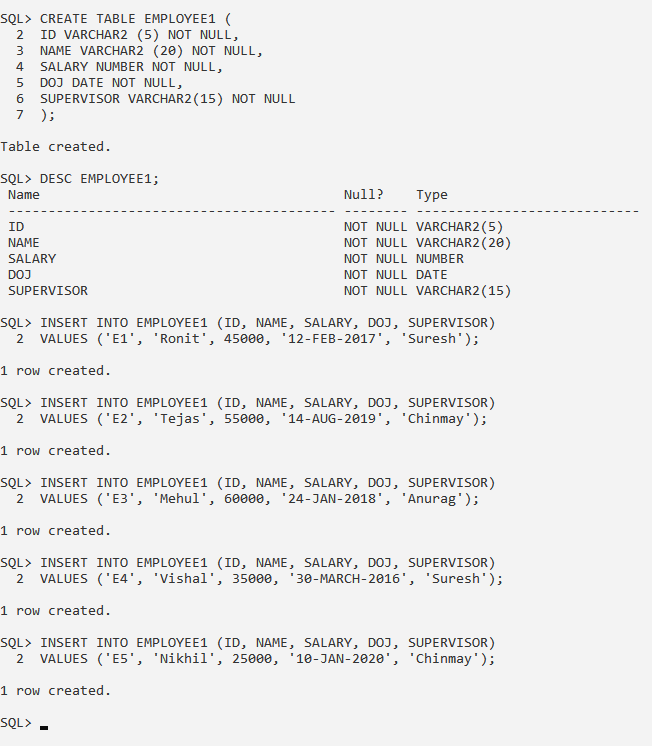 SQL> CREATE TABLE EMPLOYEE1 (
  2  ID VARCHAR2 (5) NOT NULL,
  3  NAME VARCHAR2 (20) NOT NULL,
  4  SALARY NUMBER NOT NULL,
  5  DOJ DATE NOT NULL,
  6  SUPERVISOR VARCHAR2(15) NOT NULL
  7  );
Table created.
SQL> DESC EMPLOYEE1;
 Name                                      Null?    Type
 ----------------------------------------- -------- ----------------------------
 ID                                        NOT NULL VARCHAR2(5)
 NAME                                      NOT NULL VARCHAR2(20)
 SALARY                                    NOT NULL NUMBER
 DOJ                                       NOT NULL DATE
 SUPERVISOR                                NOT NULL VARCHAR2(15)
SQL> INSERT INTO EMPLOYEE1 (ID, NAME, SALARY, DOJ, SUPERVISOR)
  2  VALUES ('E1', 'Ronit', 45000, '12-FEB-2017', 'Suresh');
1 row created.
SQL> INSERT INTO EMPLOYEE1 (ID, NAME, SALARY, DOJ, SUPERVISOR)
  2  VALUES ('E2', 'Tejas', 55000, '14-AUG-2019', 'Chinmay');
1 row created.
SQL> INSERT INTO EMPLOYEE1 (ID, NAME, SALARY, DOJ, SUPERVISOR)
  2  VALUES ('E3', 'Mehul', 60000, '24-JAN-2018', 'Anurag');
1 row created.
SQL> INSERT INTO EMPLOYEE1 (ID, NAME, SALARY, DOJ, SUPERVISOR)
  2  VALUES ('E4', 'Vishal', 35000, '30-MARCH-2016', 'Suresh');
1 row created.
SQL> INSERT INTO EMPLOYEE1 (ID, NAME, SALARY, DOJ, SUPERVISOR)
  2  VALUES ('E5', 'Nikhil', 25000, '10-JAN-2020', 'Chinmay');
1 row created.
SQL>